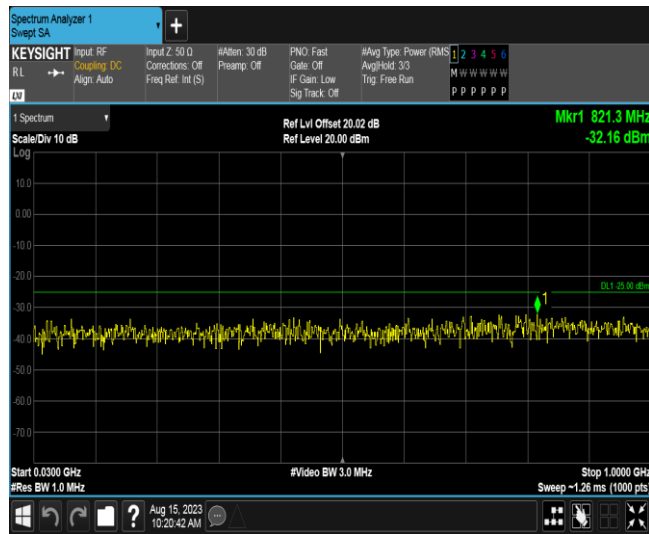 Spectrum Analyzer 1
Swept SA
KEYSIGHT
RL
LXI
Input: RF
Coupling: DC
Align: Auto
Input Z: 50 Ω
Corrections: Off
Freq Ref: Int (S)
#Atten: 30 dB
Preamp: Off
PNO: Fast
Gate: Off
IF Gain: Low
Sig Track: Off
#Avg Type: Power (RMS
Avg|Hold: 3/3
Trig: Free Run
1 2 3 4 5 6
M W W W W W
P P P P P P
1 Spectrum
Scale/Div 10 dB
Ref Lvl Offset 20.02 dB
Ref Level 20.00 dBm
Mkr1 821.3 MHz
-32.16 dBm
Log
10.0
0.00
-10.0
-20.0
DL1 -25.00 dBm
1
-30.0
-40.0
-50.0
-60.0
-70.0
Start 0.0300 GHz
#Res BW 1.0 MHz
#Video BW 3.0 MHz
Stop 1.0000 GHz
Sweep ~1.26 ms (1000 pts
?
Aug 15, 2023
10:20:42 AM